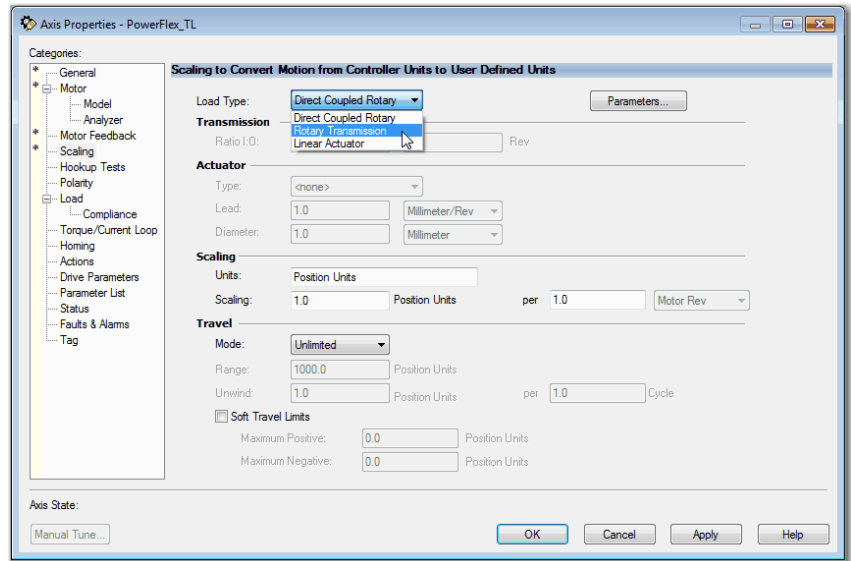 Axis Properties - PowerFlex_TL
Categories:
* General
* Motor
Model
Analyzer
* Motor Feedback
* Scaling
Hookup Tests
Polarity
Load
Compliance
Torque/Current Loop
Homing
Actions
Drive Parameters
Parameter List
Status
Faults & Alarms
Tag
Scaling to Convert Motion from Controller Units to User Defined Units
Load Type: Direct Coupled Rotary Parameters...
Direct Coupled Rotary
Rotary Transmission
Linear Actuator
Transmission
Ratio I:O: Rev
Actuator
Type: <none>
Lead: 1.0 Millimeter/Rev
Diameter: 1.0 Millimeter
Scaling
Units: Position Units
Scaling: 1.0 Position Units per 1.0 Motor Rev
Travel
Mode: Unlimited
Range: 1000.0 Position Units
Unwind: 1.0 Position Units per 1.0 Cycle
Soft Travel Limits
Maximum Positive: 0.0 Position Units
Maximum Negative: 0.0 Position Units
Axis State:
Manual Tune... OK Cancel Apply Help